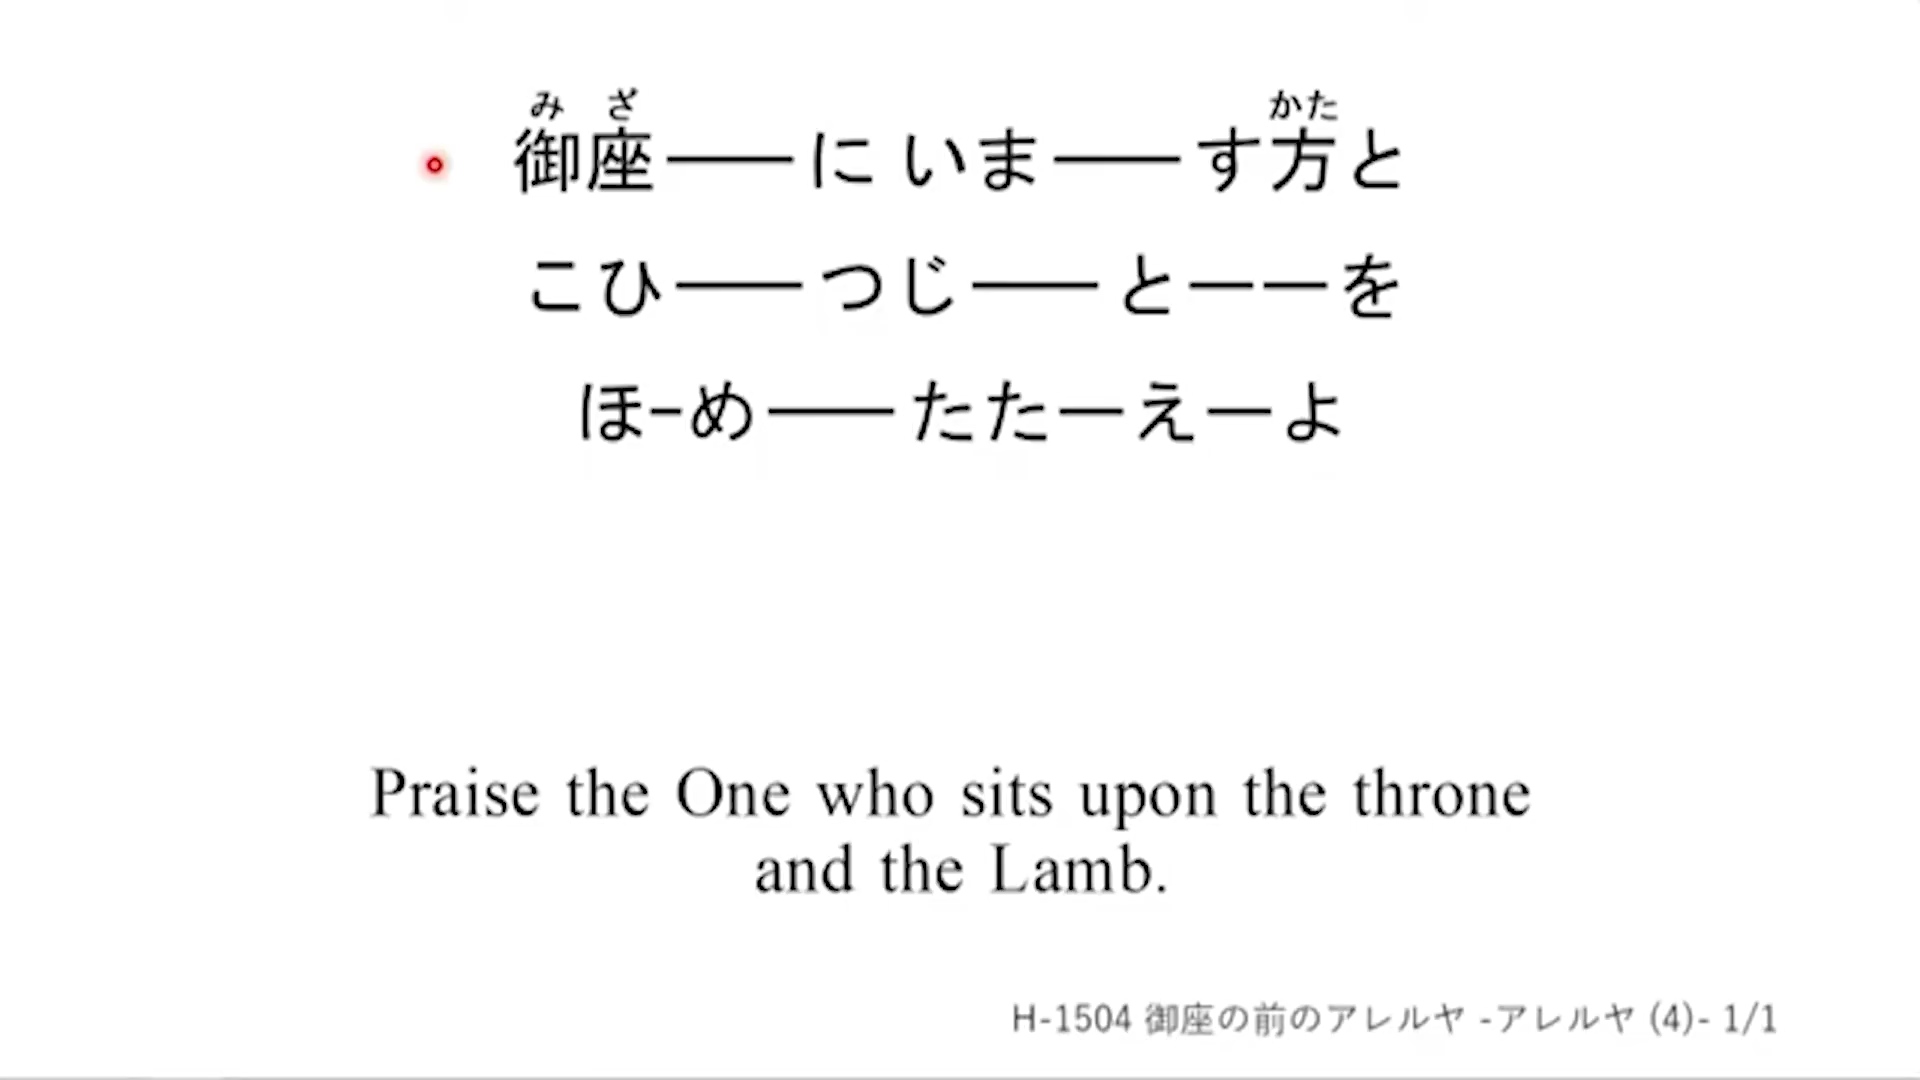 み ざ かた
御座――に いま――す方と
こひ――つじ――と――を
ほ-め――たた―え―よ
Praise the One who sits upon the throne
and the Lamb.
H-1504 御座の前のアレルヤ -アレルヤ (4)- 1/1